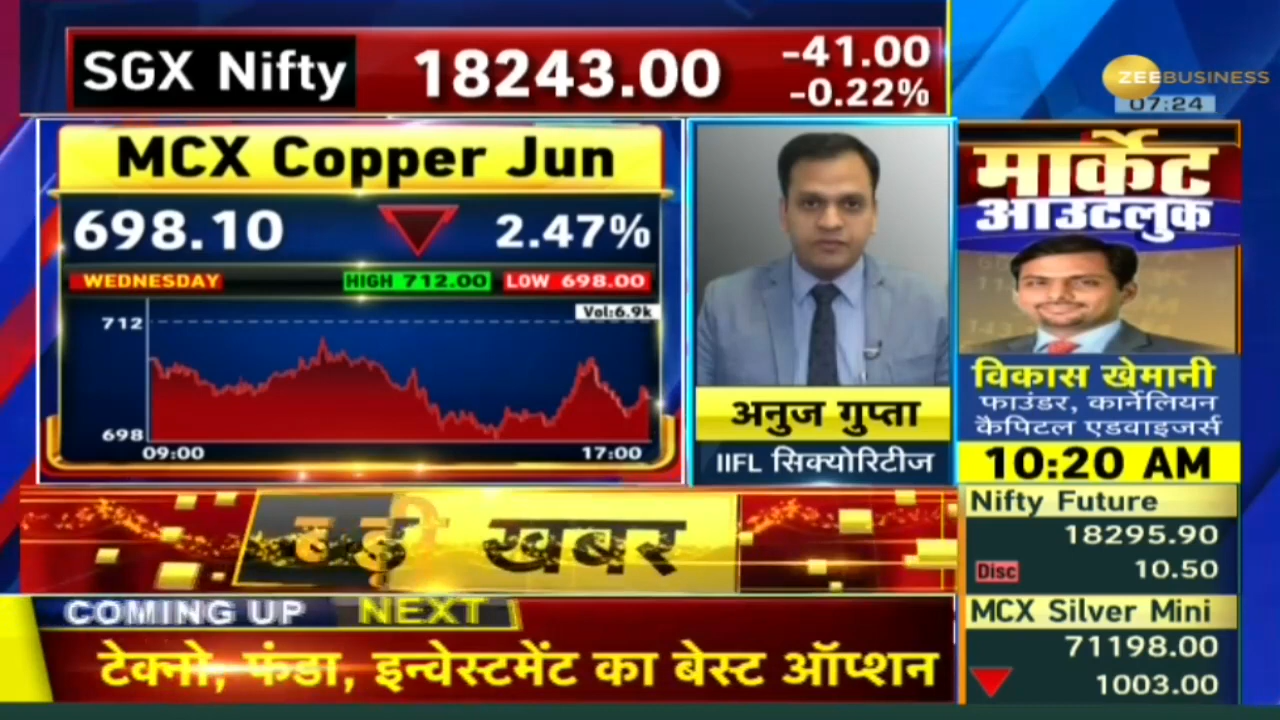 SGX Nifty 18243.00 -41.00
-0.22%
ZEEBUSINESS
07:24
MCX Copper Jun
698.10 2.47%
WEDNESDAY HIGH 712.00 LOW 698.00
Vol:6.9k
712
698
09:00 17:00
अनुज गुप्ता
IIFL सिक्योरिटीज
मार्केट
आउटलुक
विकास खेमानी
फाउंडर, कार्नेलियन
कैपिटल एडवाइजर्स
10:20 AM
Nifty Future
18295.90
Disc 10.50
MCX Silver Mini
71198.00
1003.00
खबर
COMING UP NEXT
टेक्नो, फंडा, इन्वेस्टमेंट का बेस्ट ऑप्शन